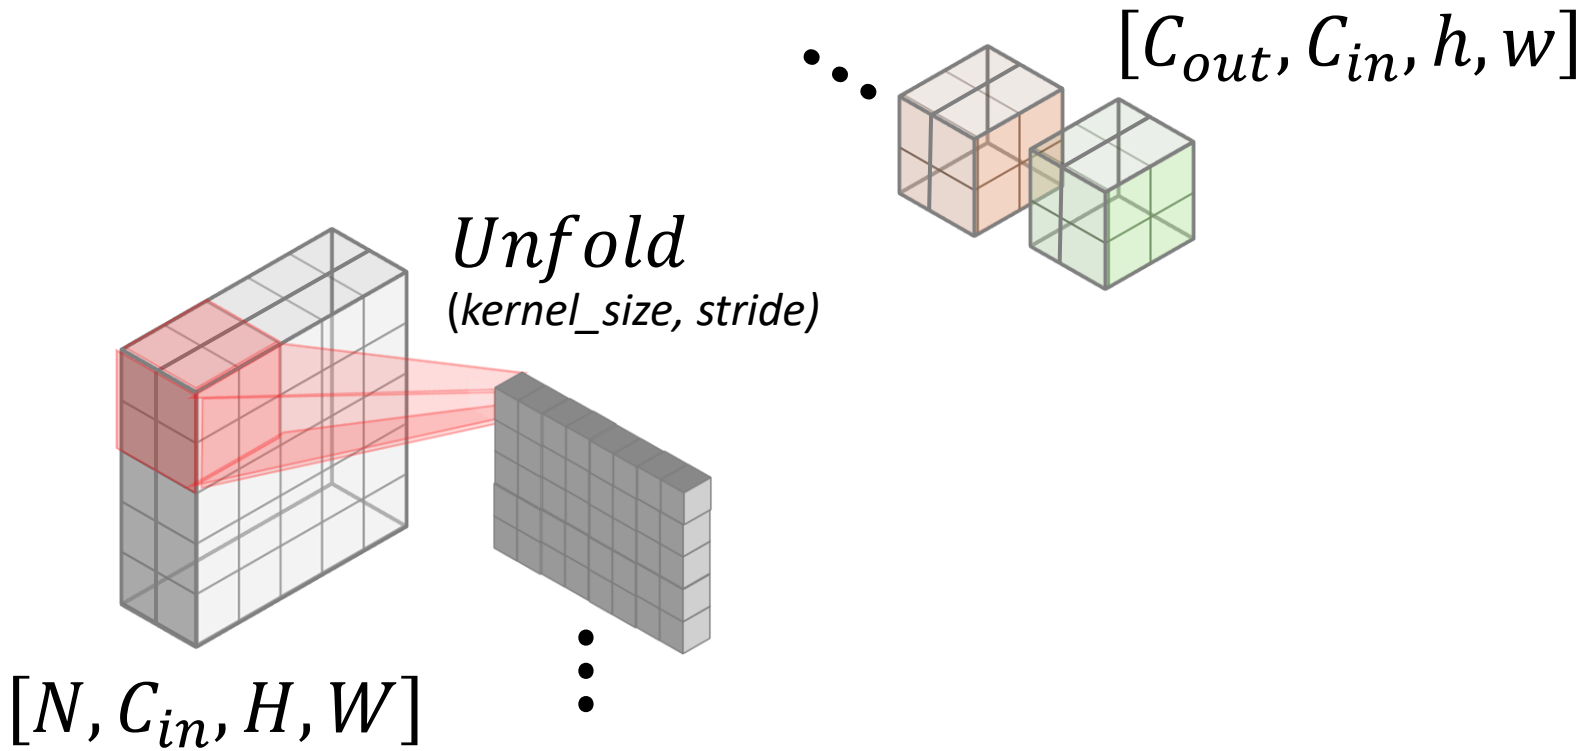 [C_out, C_in, h, w]
Unfold
(kernel_size, stride)
[N, C_in, H, W]